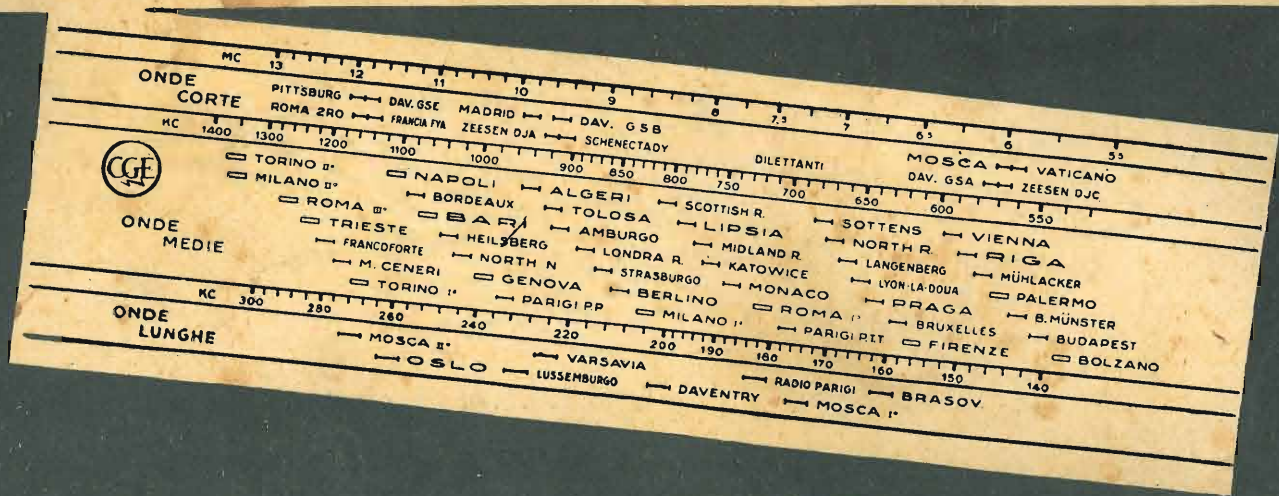 MC 13 12 11 10 9 8 7.5 7 6.5 6 5.5
ONDE CORTE
PITTSBURG DAV. GSE MADRID DAV. GSB MOSCA VATICANO
ROMA 2RO FRANCIA FYA ZEESEN DJA SCHENECTADY DILETTANTI DAV. GSA ZEESEN DJC
KC 1400 1300 1200 1100 1000 900 850 800 750 700 650 600 550
CGE
ONDE MEDIE
TORINO II° NAPOLI ALGERI SCOTTISH R. SOTTENS VIENNA
MILANO II° BORDEAUX TOLOSA LIPSIA NORTH R. RIGA
ROMA III° BARI AMBURGO MIDLAND R. LANGENBERG MÜHLACKER
TRIESTE HEILSBERG LONDRA R. KATOWICE LYON-LA-DOUA PALERMO
FRANCOFORTE NORTH N STRASBURGO MONACO PRAGA B. MÜNSTER
M. CENERI GENOVA BERLINO ROMA I° BRUXELLES BUDAPEST
TORINO I° PARIGI P.P MILANO I° PARIGI P.T.T FIRENZE BOLZANO
KC 300 280 260 240 220 200 190 180 170 160 150 140
ONDE LUNGHE
MOSCA II° VARSAVIA RADIO PARIGI BRASOV.
OSLO LUSSEMBURGO DAVENTRY MOSCA I°